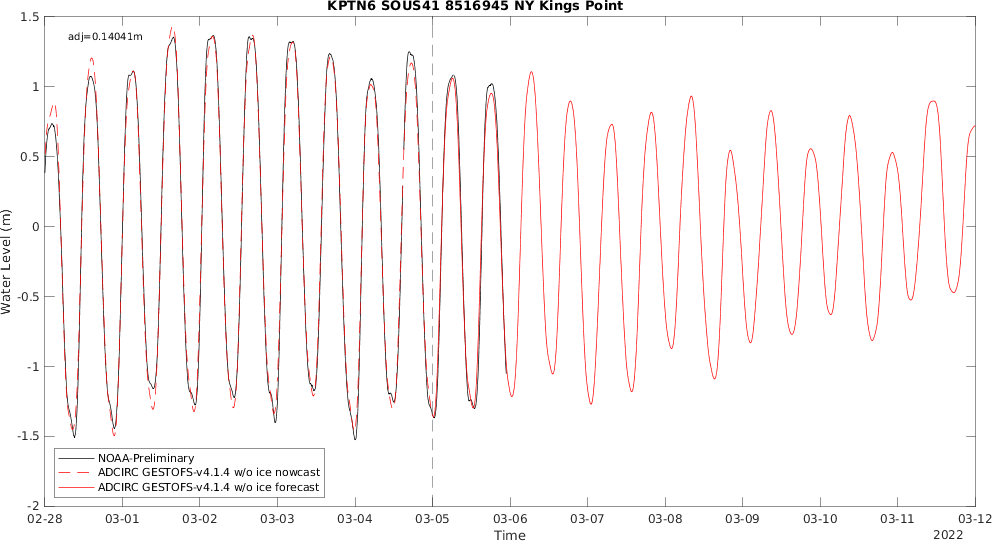 KPTN6 SOUS41 8516945 NY Kings Point
adj=0.14041m
1.5
1
0.5
0
-0.5
-1
-1.5
-2
Water Level (m)
NOAA-Preliminary
ADCIRC GESTOFS-v4.1.4 w/o ice nowcast
ADCIRC GESTOFS-v4.1.4 w/o ice forecast
02-28 03-01 03-02 03-03 03-04 03-05 03-06 03-07 03-08 03-09 03-10 03-11 03-12
Time
2022